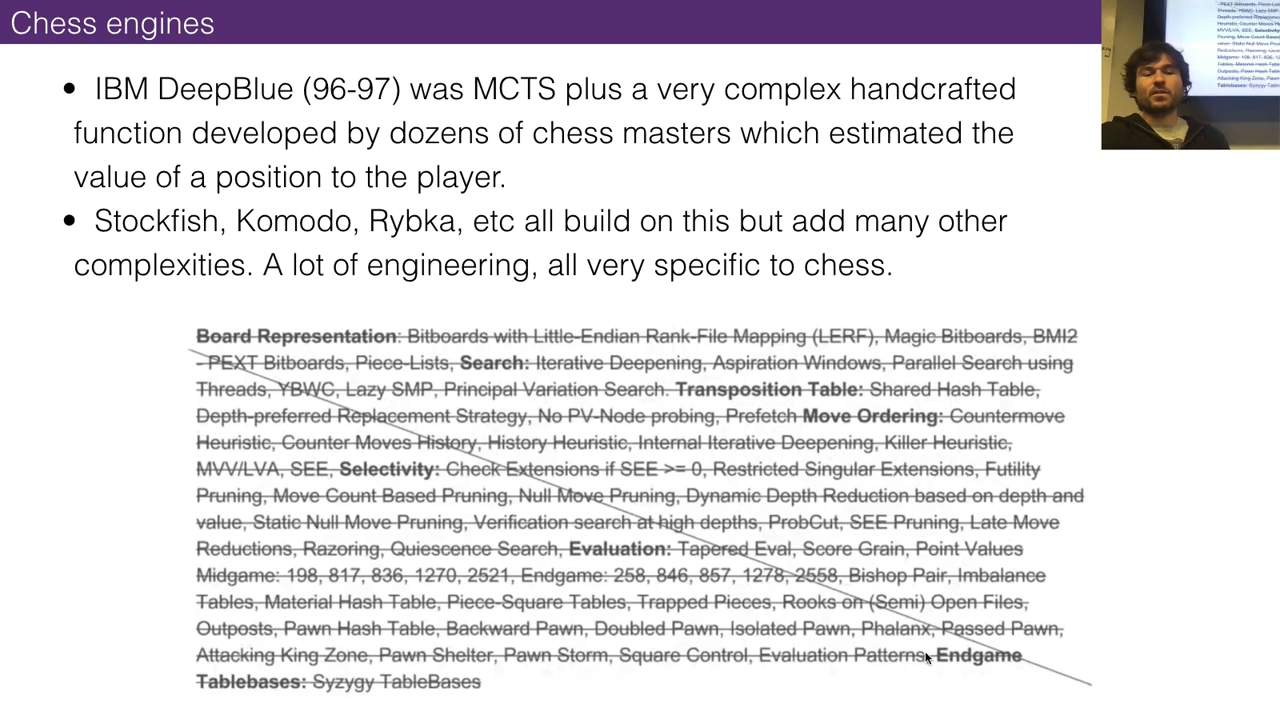 Chess engines
• IBM DeepBlue (96-97) was MCTS plus a very complex handcrafted
function developed by dozens of chess masters which estimated the
value of a position to the player.
• Stockfish, Komodo, Rybka, etc all build on this but add many other
complexities. A lot of engineering, all very specific to chess.
Board Representation: Bitboards with Little-Endian Rank-File Mapping (LERF), Magic Bitboards, BMI2
- PEXT Bitboards, Piece-Lists, Search: Iterative Deepening, Aspiration Windows, Parallel Search using
Threads, YBWC, Lazy SMP, Principal Variation Search. Transposition Table: Shared Hash Table,
Depth-preferred Replacement Strategy, No PV-Node probing, Prefetch Move Ordering: Countermove
Heuristic, Counter Moves History, History Heuristic, Internal Iterative Deepening, Killer Heuristic,
MVV/LVA, SEE, Selectivity: Check Extensions if SEE >= 0, Restricted Singular Extensions, Futility
Pruning, Move Count Based Pruning, Null Move Pruning, Dynamic Depth Reduction based on depth and
value, Static Null Move Pruning, Verification search at high depths, ProbCut, SEE Pruning, Late Move
Reductions, Razoring, Quiescence Search, Evaluation: Tapered Eval, Score Grain, Point Values
Midgame: 198, 817, 836, 1270, 2521, Endgame: 258, 846, 857, 1278, 2558, Bishop Pair, Imbalance
Tables, Material Hash Table, Piece-Square Tables, Trapped Pieces, Rooks on (Semi) Open Files,
Outposts, Pawn Hash Table, Backward Pawn, Doubled Pawn, Isolated Pawn, Phalanx, Passed Pawn,
Attacking King Zone, Pawn Shelter, Pawn Storm, Square Control, Evaluation Patterns, Endgame
Tablebases: Syzygy TableBases